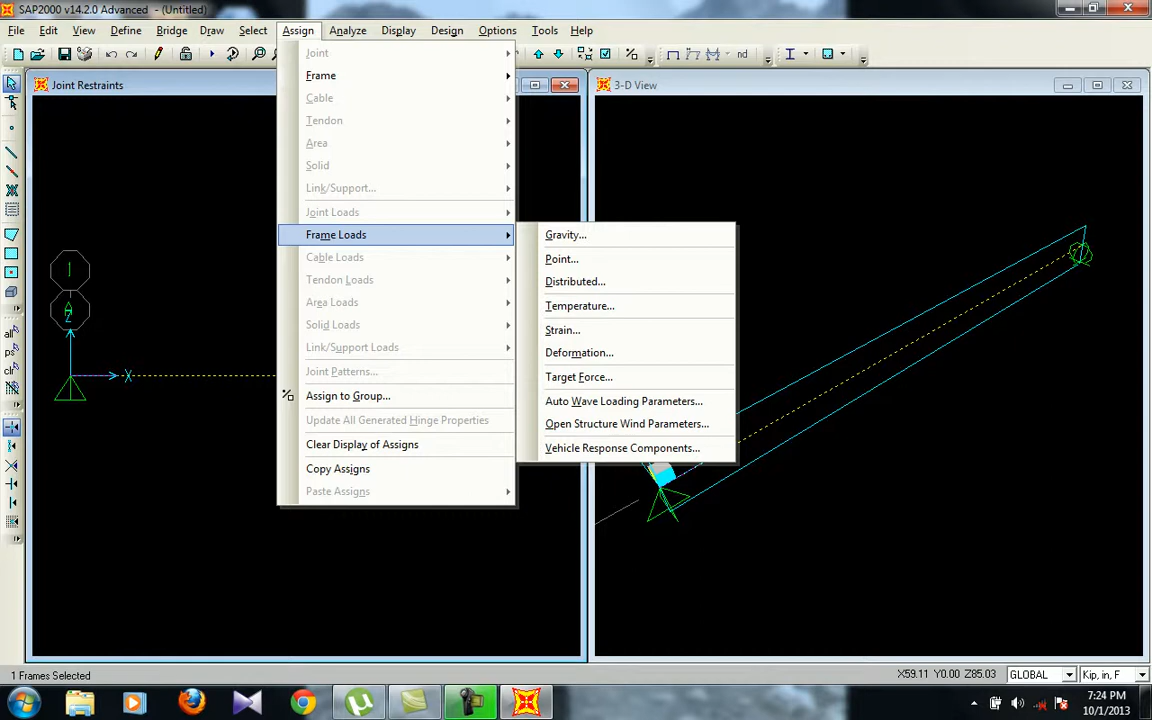 SAP2000 v14.2.0 Advanced - (Untitled)
File Edit View Define Bridge Draw Select Assign Analyze Display Design Options Tools Help
nd
Joint Restraints
3-D View
Joint
Frame
Cable
Tendon
Area
Solid
Link/Support...
Joint Loads
Frame Loads
Cable Loads
Tendon Loads
Area Loads
Solid Loads
Link/Support Loads
Joint Patterns...
Assign to Group...
Update All Generated Hinge Properties
Clear Display of Assigns
Copy Assigns
Paste Assigns
Gravity...
Point...
Distributed...
Temperature...
Strain...
Deformation...
Target Force...
Auto Wave Loading Parameters...
Open Structure Wind Parameters...
Vehicle Response Components...
all
ps
clr
1
A
Z
X
1 Frames Selected
X59.11 Y0.00 Z85.03
GLOBAL
Kip, in, F
7:24 PM
10/1/2013